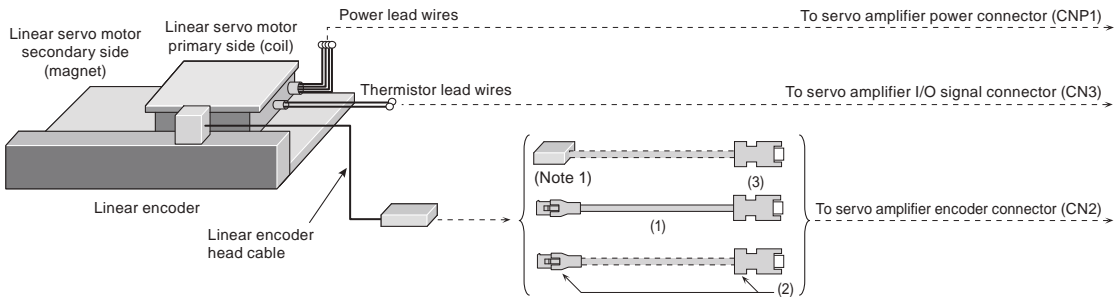 Power lead wires
To servo amplifier power connector (CNP1)
Linear servo motor
secondary side
(magnet)
Linear servo motor
primary side (coil)
Thermistor lead wires
To servo amplifier I/O signal connector (CN3)
(Note 1)
(3)
Linear encoder
(1)
To servo amplifier encoder connector (CN2)
Linear encoder
head cable
(2)